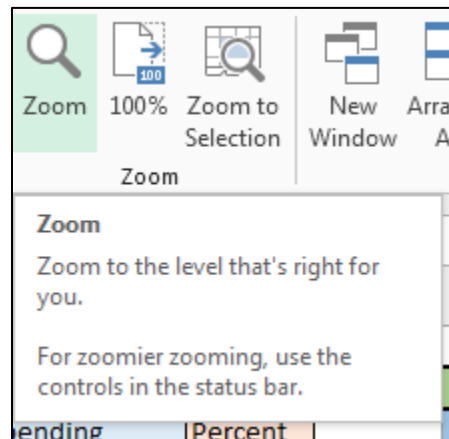 Zoom
100%
100
Zoom to
Selection
New
Window
Zoom
Zoom
Zoom to the level that's right for
you.
For zoomier zooming, use the
controls in the status bar.
Percent